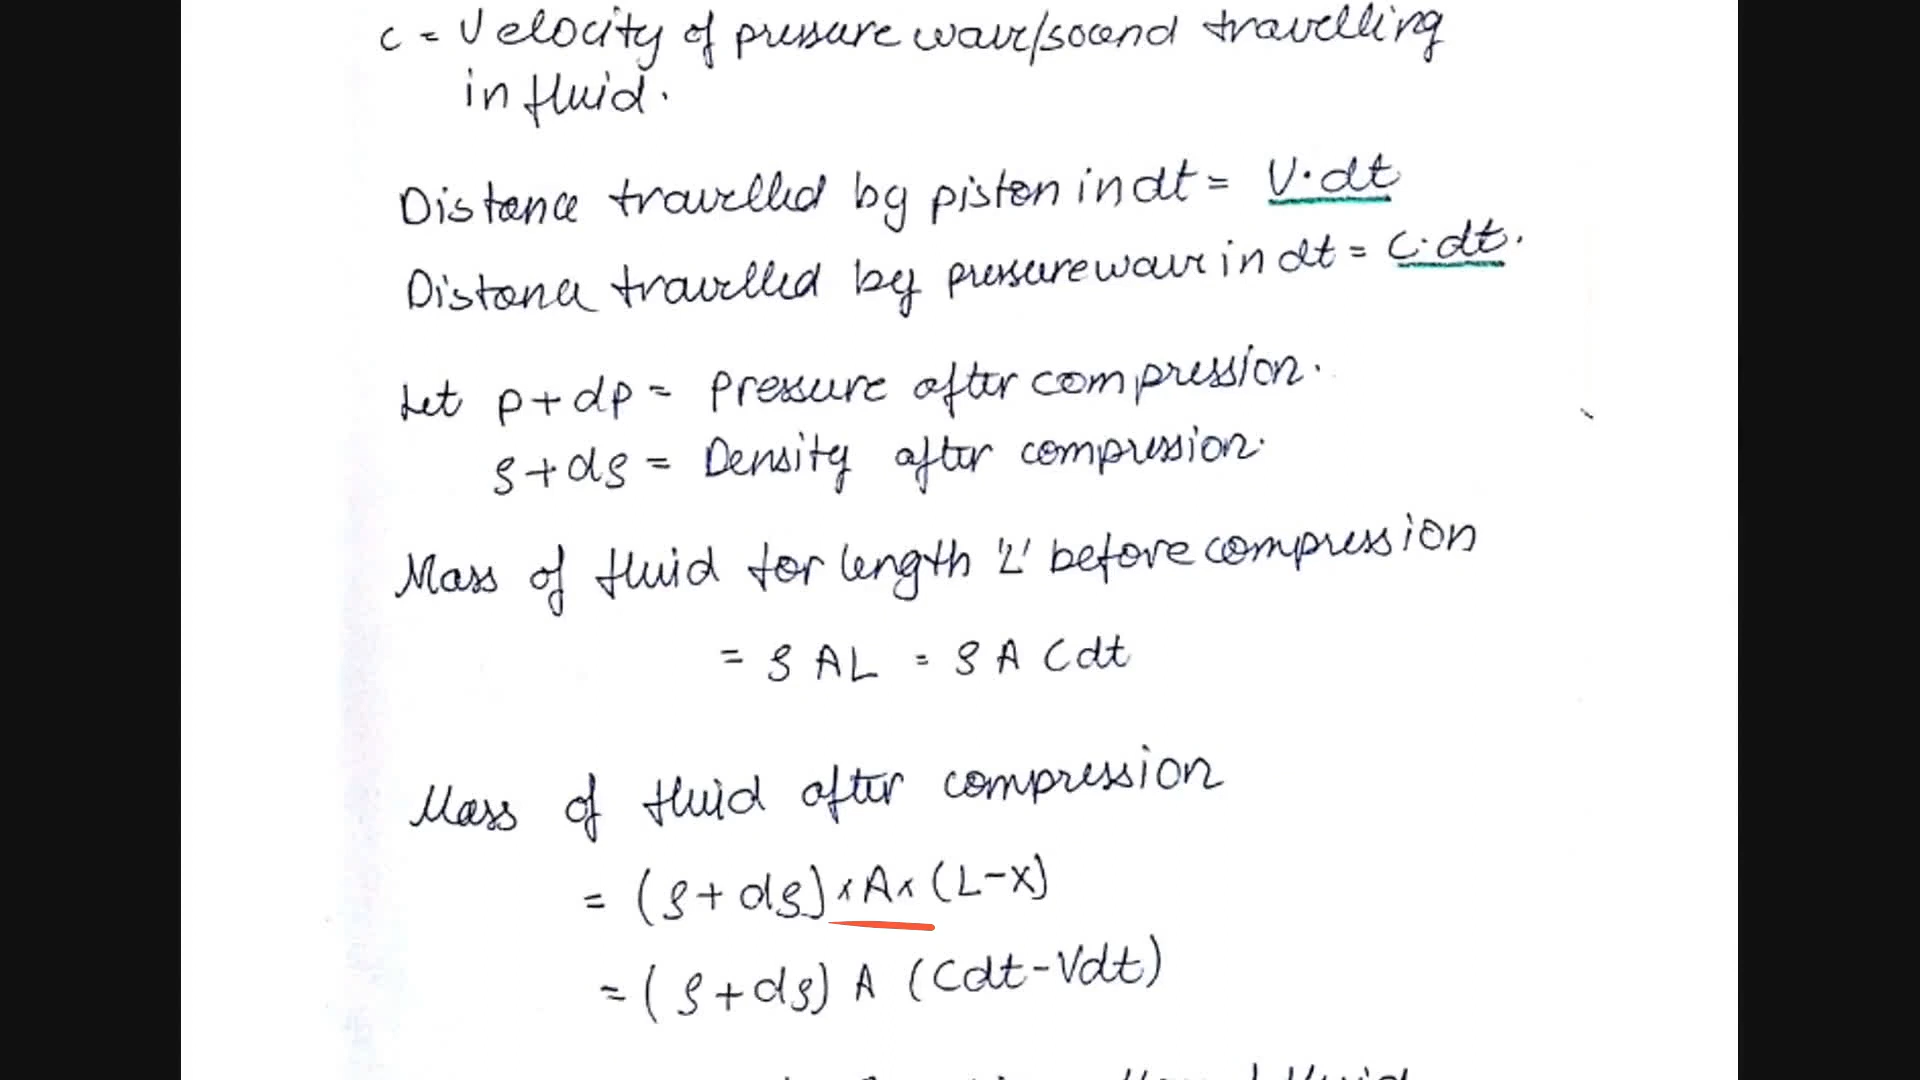 c = Velocity of pressure wave/sound travelling
in fluid.
Distance travelled by piston in dt = V·dt
Distance travelled by pressure wave in dt = C·dt.
Let p+dp = Pressure after compression.
ρ+dρ = Density after compression.
Mass of fluid for length 'L' before compression
= ρ AL = ρ A Cdt
Mass of fluid after compression
= (ρ+dρ) × A × (L-x)
= (ρ+dρ) A (Cdt-Vdt)